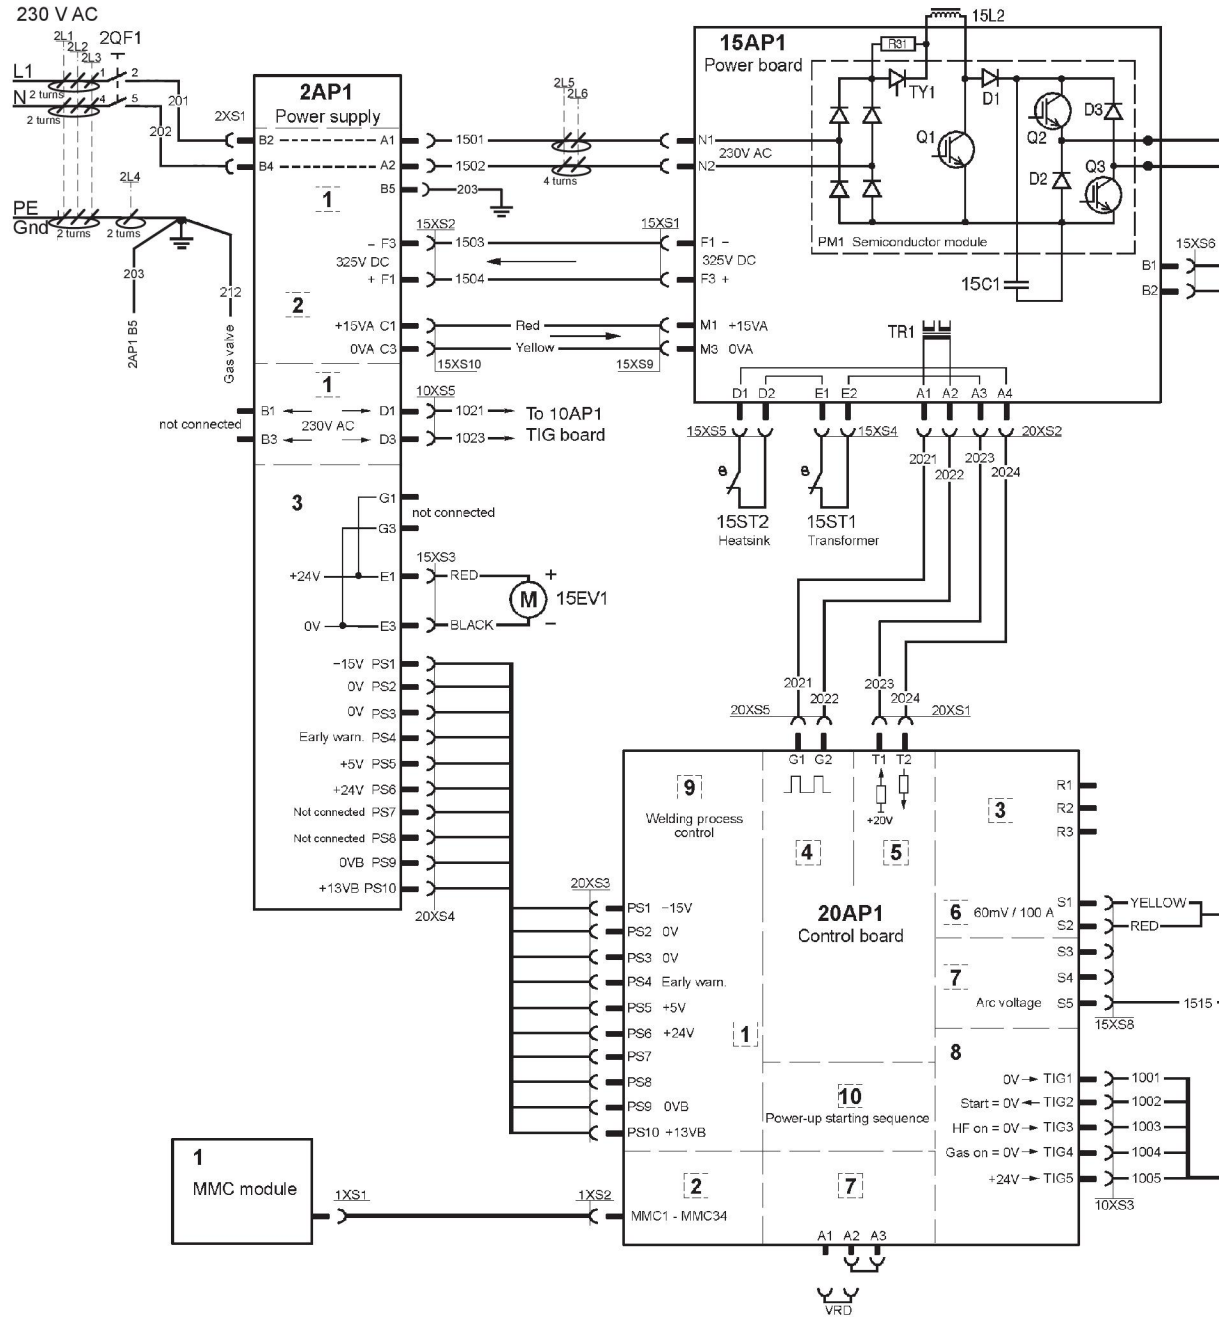 230 V AC
2L1
2L2
2L3
2QF1
L1
1
2
201
2 turns
N
4
5
2 turns
202
2XS1
PE
Gnd
2L4
2 turns
2 turns
203
212
2AP1 B5
Gas valve
2AP1
Power supply
B2
A1
1501
B4
A2
1502
B5
203
1
2L5
2L6
4 turns
15XS2
15XS1
– F3
1503
F1 –
325V DC
325V DC
+ F1
1504
F3 +
2
+15VA C1
Red
M1 +15VA
0VA C3
Yellow
M3 0VA
15XS10
15XS9
1
10XS5
not connected
B1
230V AC
D1
1021
To 10AP1
B3
D3
1023
TIG board
3
G1
not connected
G3
15XS3
+24V
E1
RED
+
M
15EV1
0V
E3
BLACK
–
–15V PS1
0V PS2
0V PS3
Early warn. PS4
+5V PS5
+24V PS6
Not connected PS7
Not connected PS8
0VB PS9
+13VB PS10
20XS4
15AP1
Power board
15L2
R31
TY1
D1
Q1
Q2
D3
D2
Q3
N1
230V AC
N2
PM1 Semiconductor module
15C1
15XS6
B1
B2
TR1
D1
D2
E1
E2
A1
A2
A3
A4
15XS5
15XS4
20XS2
2021
2022
2023
2024
15ST2
Heatsink
15ST1
Transformer
2021
2022
2023
2024
20XS5
20XS1
G1
G2
T1
T2
+20V
9
Welding process
control
4
5
3
R1
R2
R3
20AP1
Control board
20XS3
PS1 –15V
PS2 0V
PS3 0V
PS4 Early warn.
PS5 +5V
PS6 +24V
PS7
PS8
PS9 0VB
PS10 +13VB
1
6
60mV / 100 A
S1
YELLOW
S2
RED
S3
7
S4
Arc voltage
S5
1515
15XS8
8
0V
TIG1
1001
Start = 0V
TIG2
1002
HF on = 0V
TIG3
1003
Gas on = 0V
TIG4
1004
+24V
TIG5
1005
10XS3
10
Power-up starting sequence
2
7
MMC1 - MMC34
1
MMC module
1XS1
1XS2
A1
A2
A3
VRD